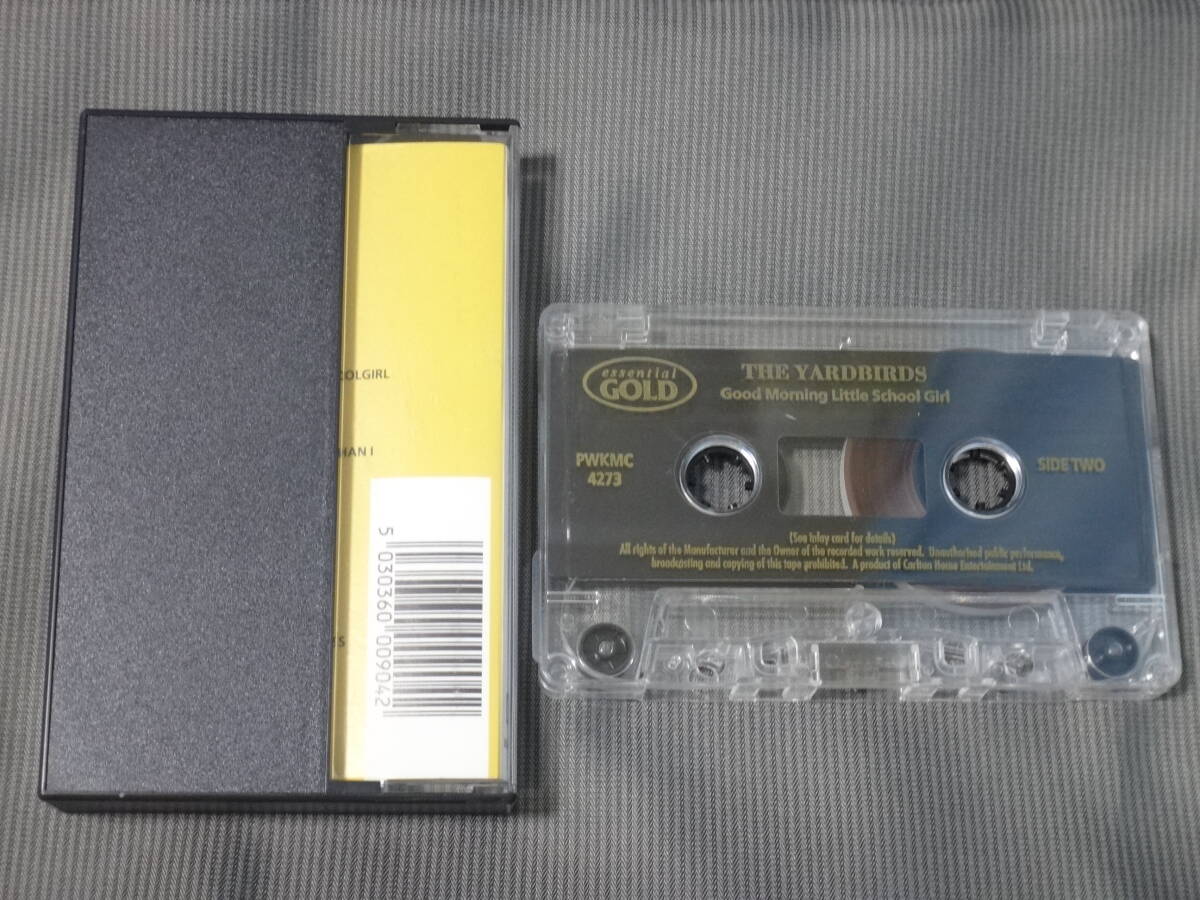 COLGIRL
HAN I
'S
5 030360 009042
essential
GOLD
THE YARDBIRDS
Good Morning Little School Girl
PWKMC
4273
SIDE TWO
(See inlay card for details)
All rights of the Manufacturer and the Owner of the recorded work reserved. Unauthorised public performance,
broadcasting and copying of this tape prohibited. A product of Carlton Home Entertainment Ltd.